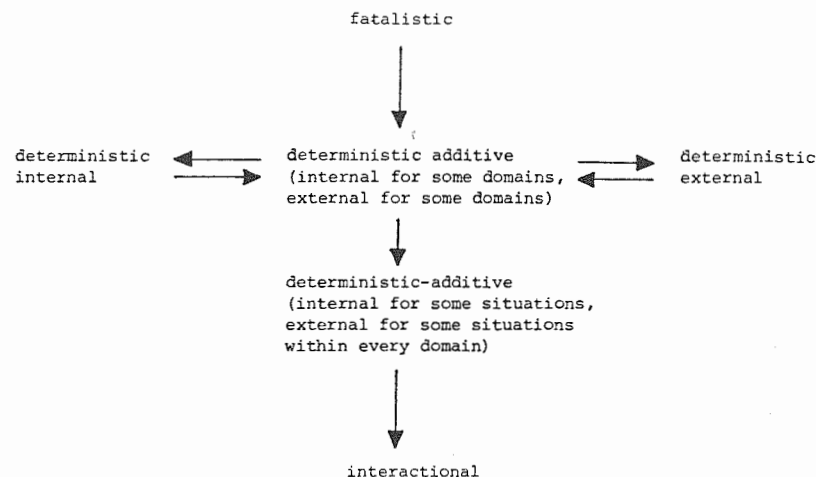 fatalistic
deterministic
internal
deterministic additive
(internal for some domains,
external for some domains)
deterministic
external
deterministic-additive
(internal for some situations,
external for some situations
within every domain)
interactional